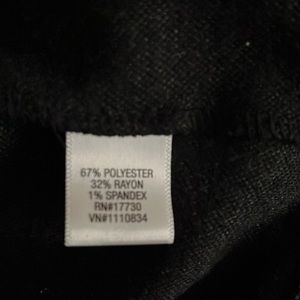 67% POLYESTER
32% RAYON
1% SPANDEX
RN#17730
VN#1110834